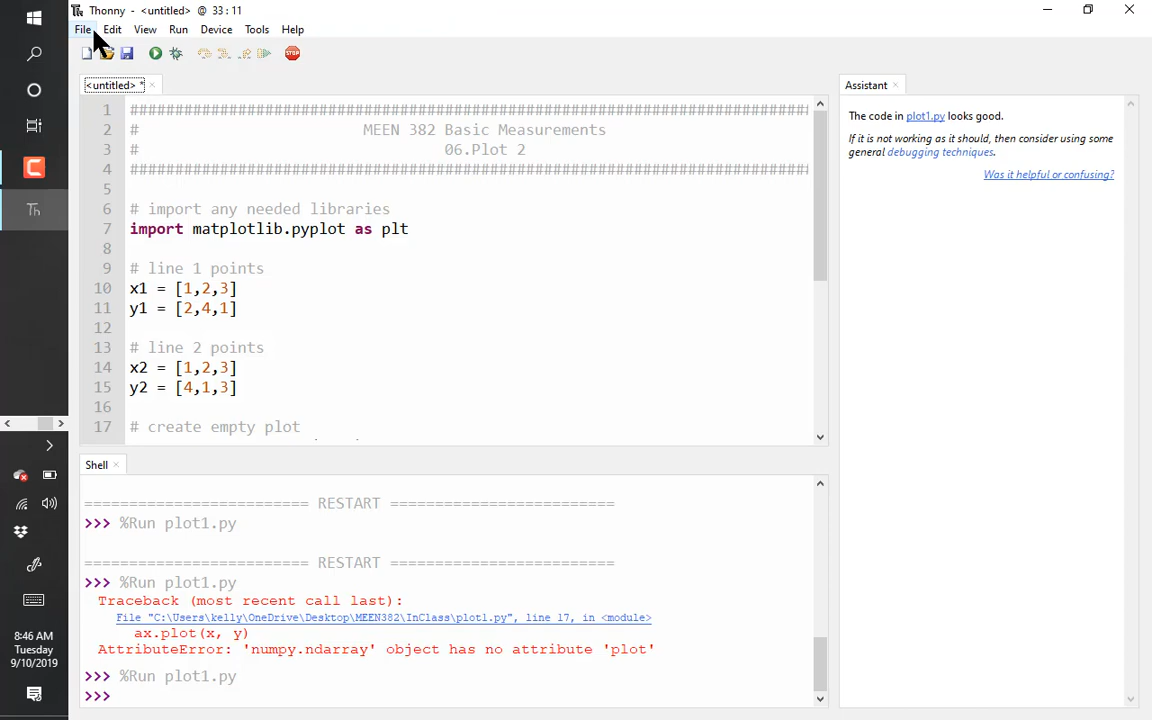 Thonny - <untitled> @ 33 : 11
File Edit View Run Device Tools Help
STOP
<untitled> * ×
Assistant ×
1 ############################################################################
2 # MEEN 382 Basic Measurements
3 # 06.Plot 2
4 ############################################################################
5
6 # import any needed libraries
7 import matplotlib.pyplot as plt
8
9 # line 1 points
10 x1 = [1,2,3]
11 y1 = [2,4,1]
12
13 # line 2 points
14 x2 = [1,2,3]
15 y2 = [4,1,3]
16
17 # create empty plot
The code in plot1.py looks good.
If it is not working as it should, then consider using some
general debugging techniques.
Was it helpful or confusing?
Shell ×
========================= RESTART =========================
>>> %Run plot1.py
========================= RESTART =========================
>>> %Run plot1.py
Traceback (most recent call last):
File "C:\Users\kelly\OneDrive\Desktop\MEEN382\InClass\plot1.py", line 17, in <module>
ax.plot(x, y)
AttributeError: 'numpy.ndarray' object has no attribute 'plot'
>>> %Run plot1.py
>>>
Th
8:46 AM
Tuesday
9/10/2019